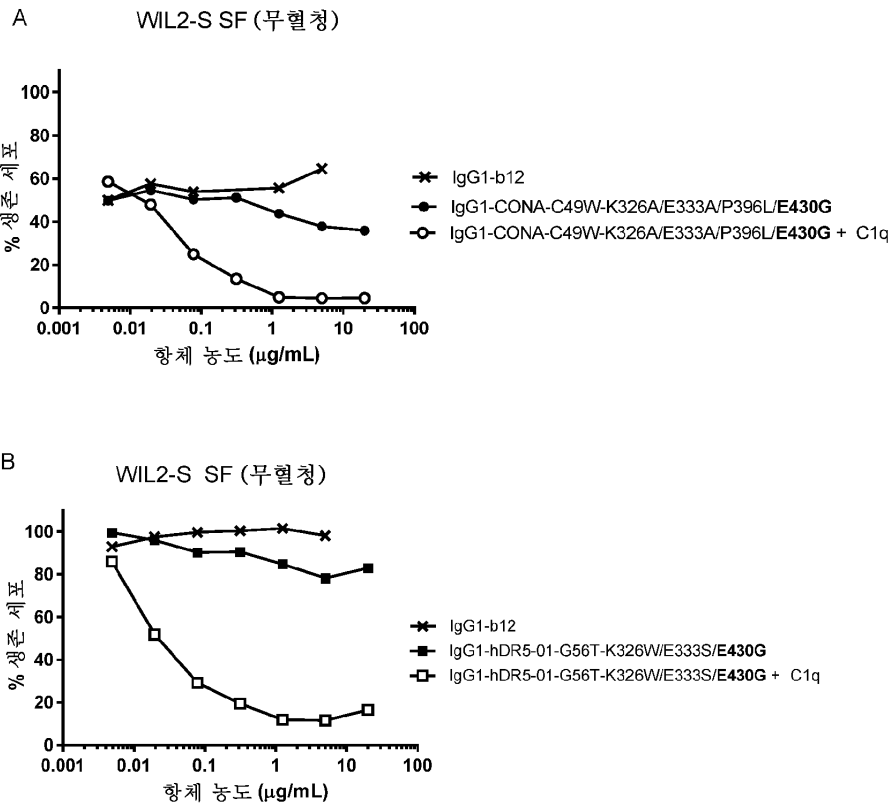 A
WIL2-S SF (무혈청)
100
80
60
40
20
0
% 생존 세포
0.001 0.01 0.1 1 10 100
항체 농도 (μg/mL)
IgG1-b12
IgG1-CONA-C49W-K326A/E333A/P396L/E430G
IgG1-CONA-C49W-K326A/E333A/P396L/E430G + C1q
B
WIL2-S SF (무혈청)
100
80
60
40
20
0
% 생존 세포
0.001 0.01 0.1 1 10 100
항체 농도 (μg/mL)
IgG1-b12
IgG1-hDR5-01-G56T-K326W/E333S/E430G
IgG1-hDR5-01-G56T-K326W/E333S/E430G + C1q